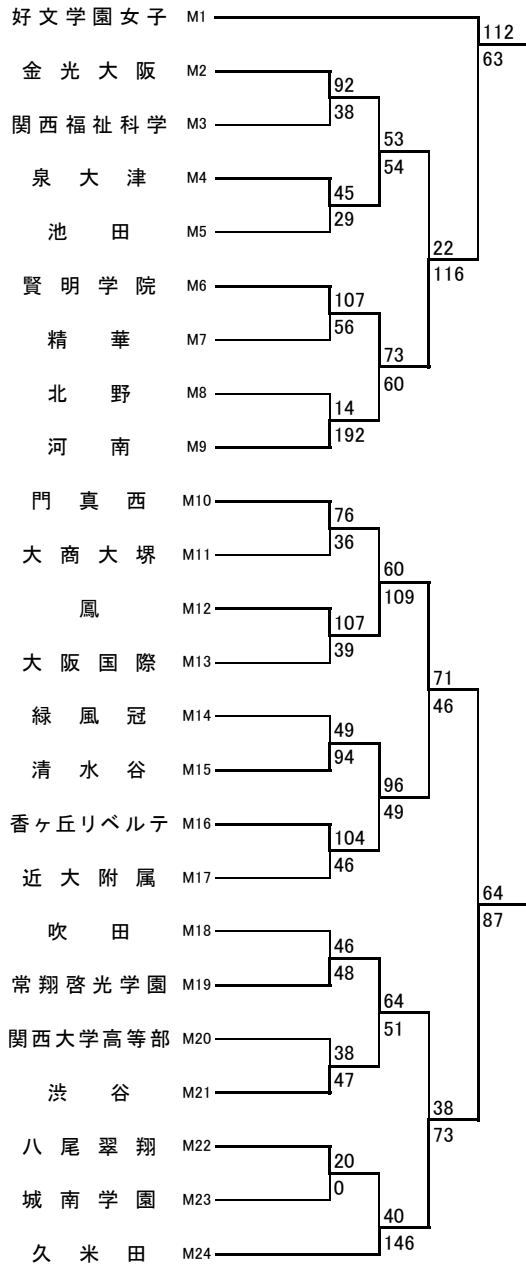 好文学園女子 M1
112
63
金光大阪 M2
92
38
関西福祉科学 M3
53
54
泉大津 M4
45
29
池田 M5
22
116
賢明学院 M6
107
56
精華 M7
73
60
北野 M8
14
192
河南 M9
門真西 M10
76
36
大商大堺 M11
60
109
鳳 M12
107
39
大阪国際 M13
71
46
緑風冠 M14
49
94
清水谷 M15
96
49
香ヶ丘リベルテ M16
104
46
近大附属 M17
64
87
吹田 M18
46
48
常翔啓光学園 M19
64
51
関西大学高等部 M20
38
47
渋谷 M21
38
73
八尾翠翔 M22
20
0
城南学園 M23
40
146
久米田 M24